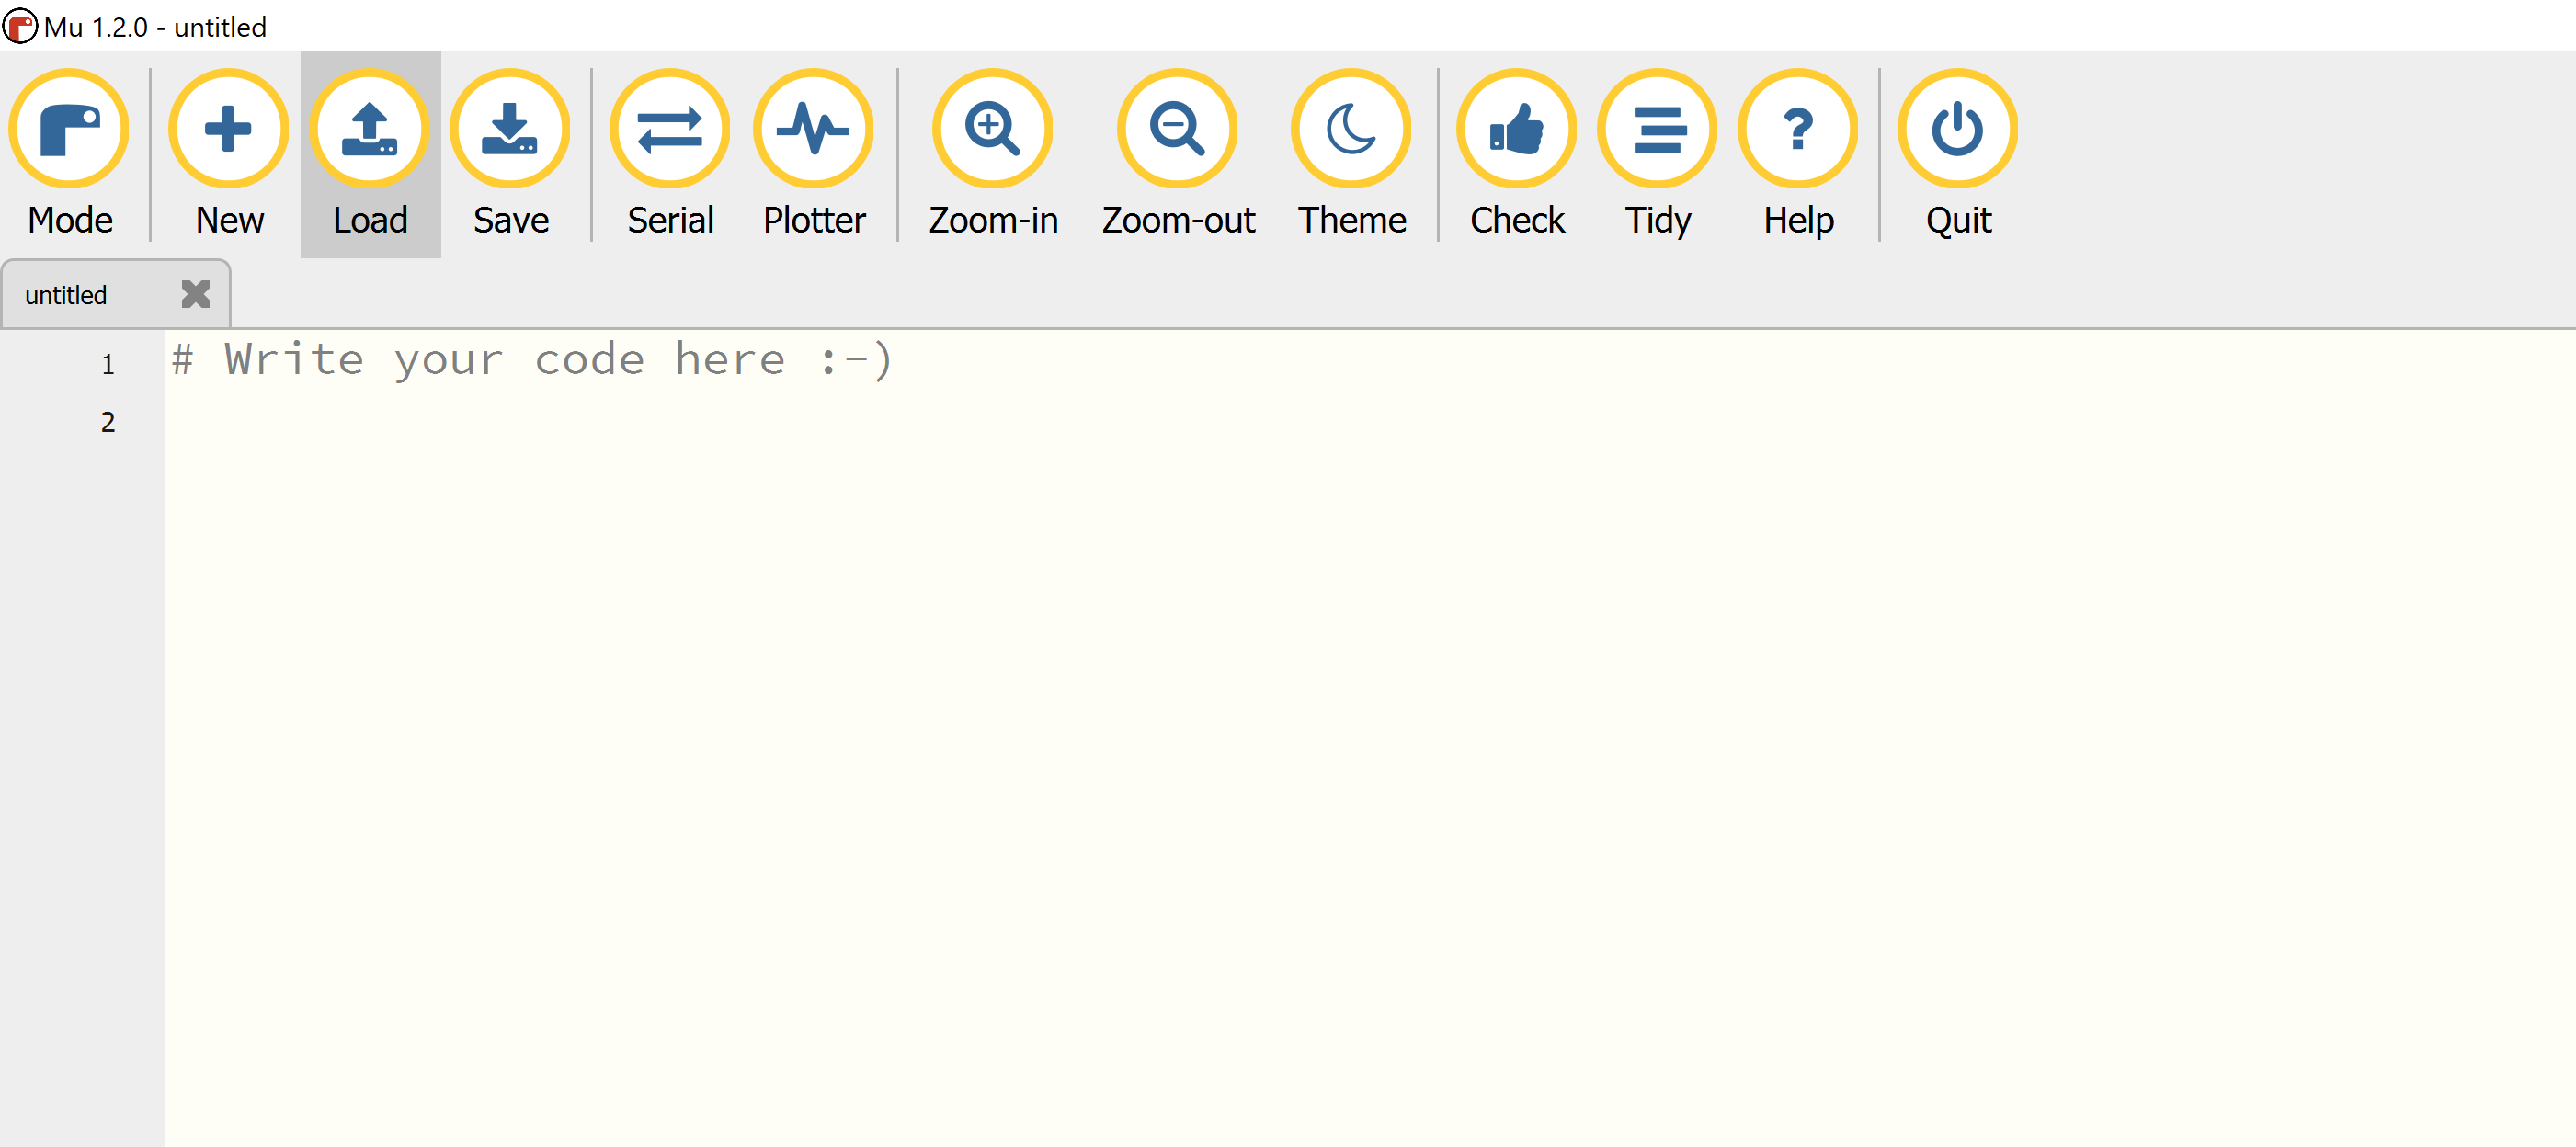 Mu 1.2.0 - untitled
Mode New Load Save Serial Plotter Zoom-in Zoom-out Theme Check Tidy Help Quit
untitled
1 # Write your code here :-)
2